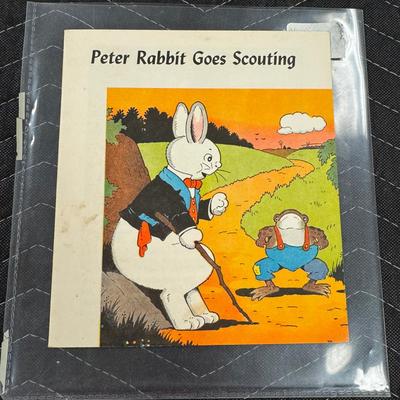 Peter Rabbit Goes Scouting